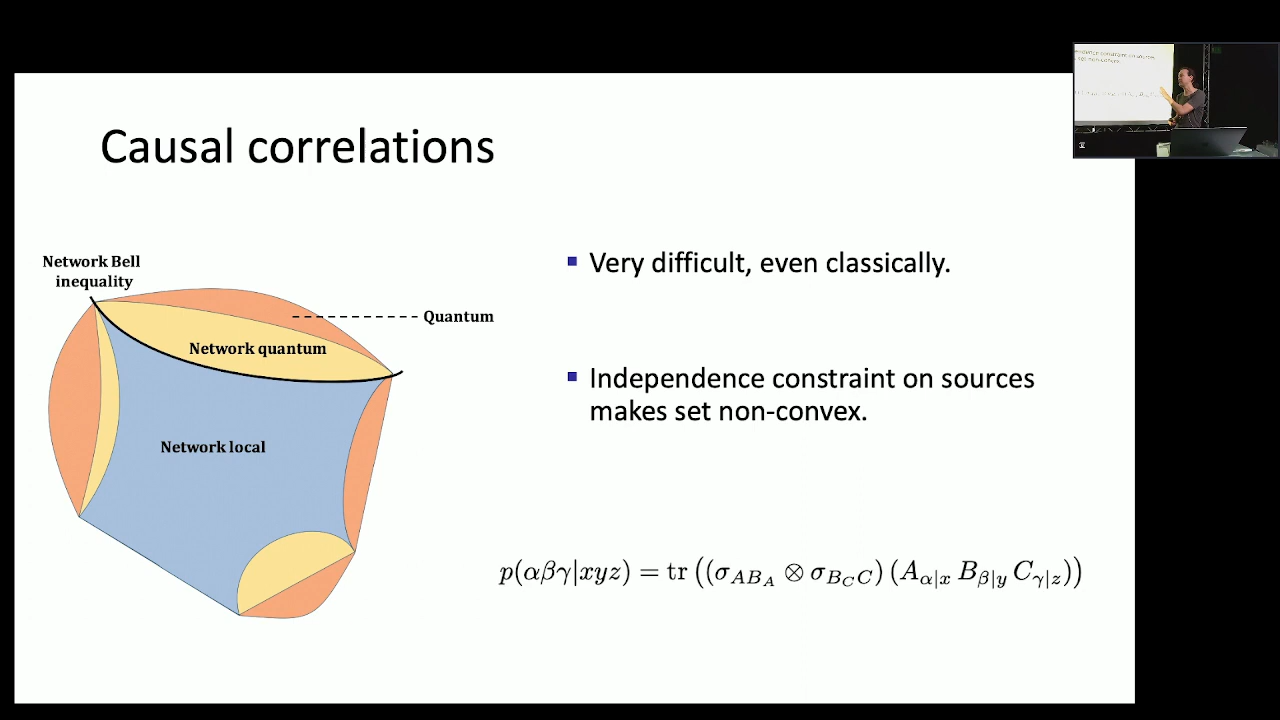 Causal correlations
Network Bell
inequality
Quantum
Network quantum
Network local
▪ Very difficult, even classically.
▪ Independence constraint on sources
makes set non-convex.
p(αβγ|xyz) = tr ((σ_{AB_A} ⊗ σ_{B_C C}) (A_{α|x} B_{β|y} C_{γ|z}))